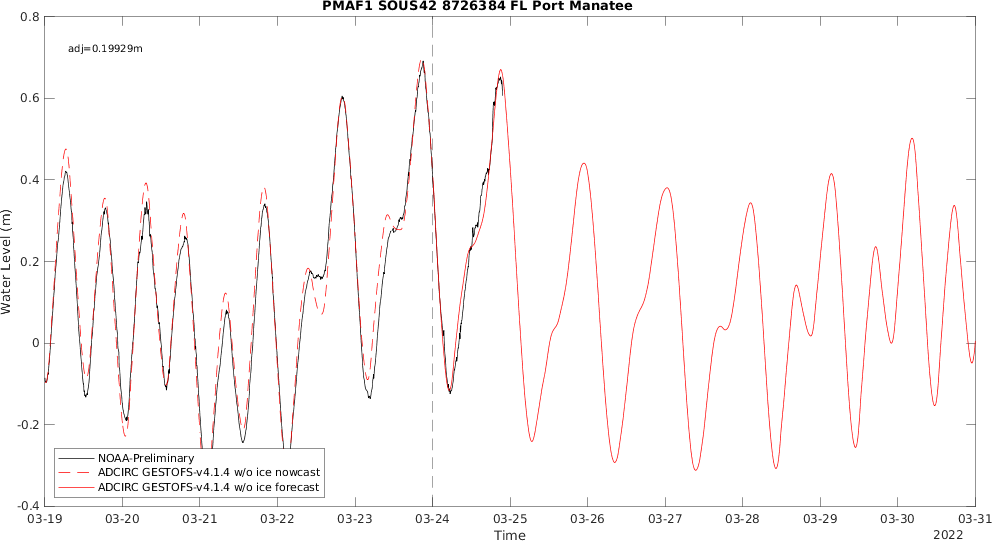 PMAF1 SOUS42 8726384 FL Port Manatee
adj=0.19929m
Water Level (m)
0.8
0.6
0.4
0.2
0
-0.2
-0.4
NOAA-Preliminary
ADCIRC GESTOFS-v4.1.4 w/o ice nowcast
ADCIRC GESTOFS-v4.1.4 w/o ice forecast
03-19 03-20 03-21 03-22 03-23 03-24 03-25 03-26 03-27 03-28 03-29 03-30 03-31
Time
2022